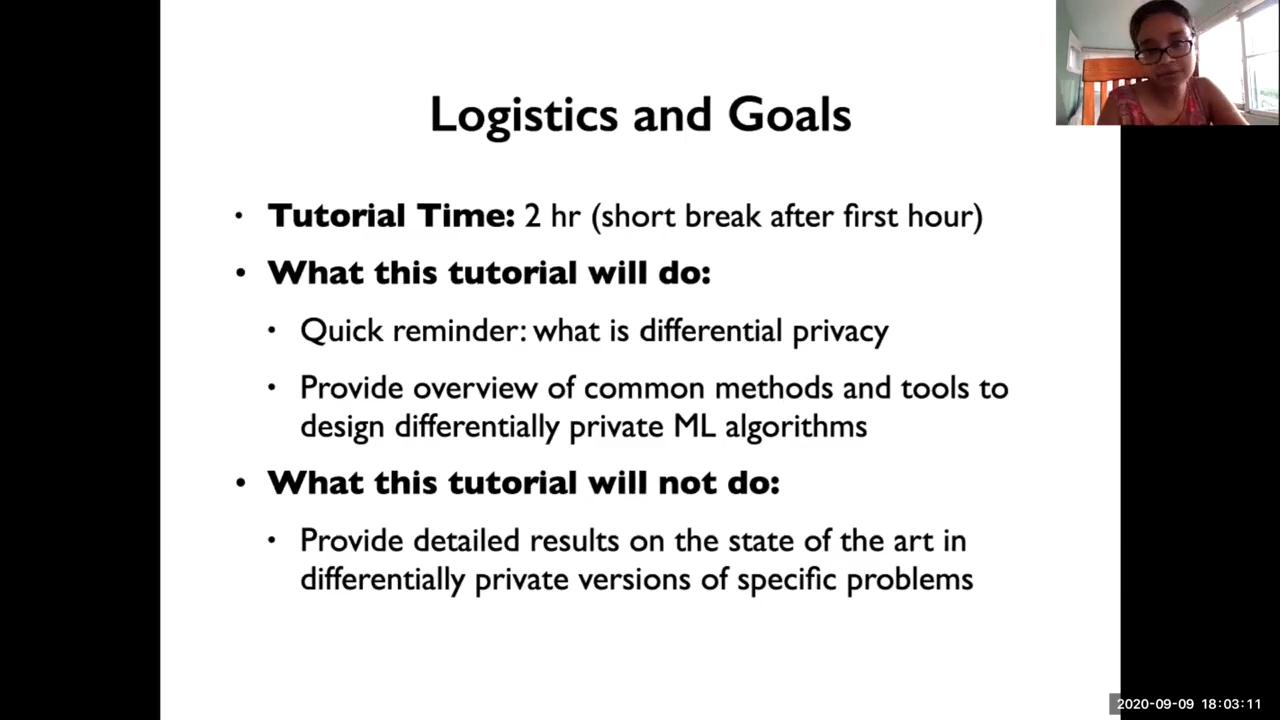 Logistics and Goals
• Tutorial Time: 2 hr (short break after first hour)
• What this tutorial will do:
• Quick reminder: what is differential privacy
• Provide overview of common methods and tools to
design differentially private ML algorithms
• What this tutorial will not do:
• Provide detailed results on the state of the art in
differentially private versions of specific problems
2020-09-09 18:03:11